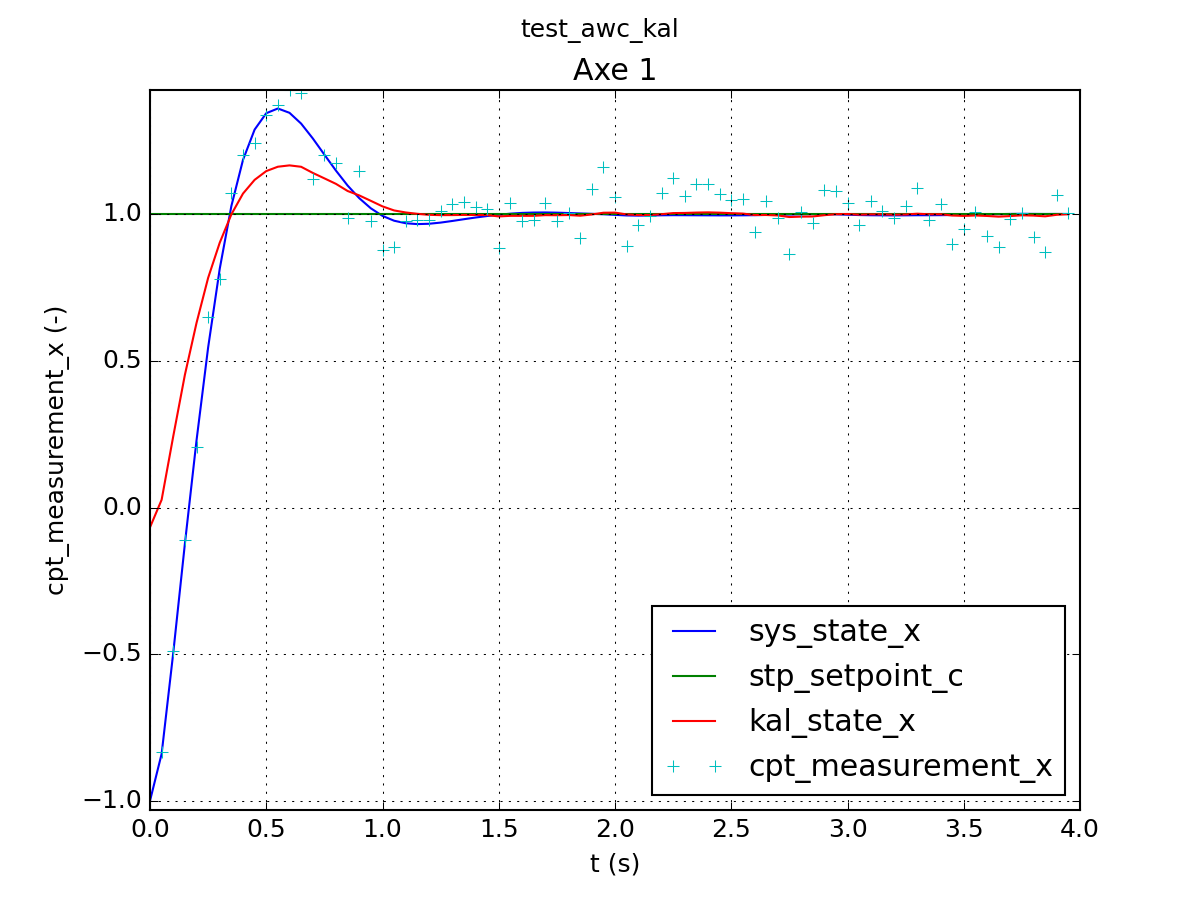 test_awc_kal
Axe 1
cpt_measurement_x (-)
1.0
0.5
0.0
−0.5
−1.0
0.0 0.5 1.0 1.5 2.0 2.5 3.0 3.5 4.0
t (s)
sys_state_x
stp_setpoint_c
kal_state_x
cpt_measurement_x